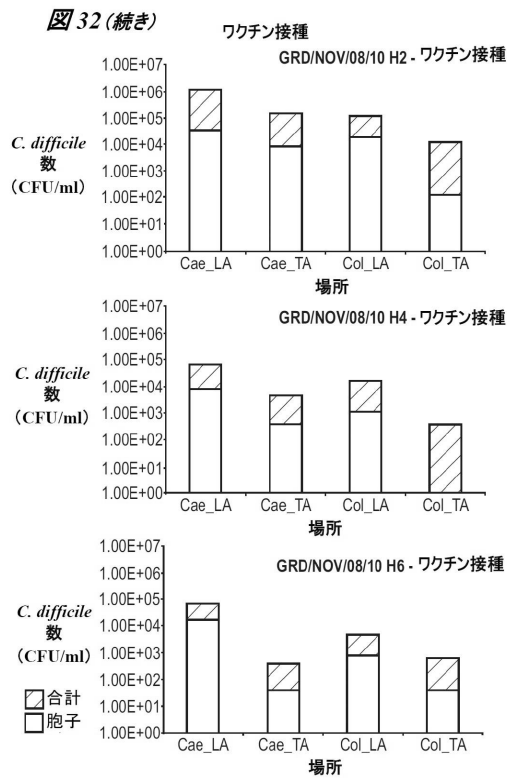 図 32 (続き)
ワクチン接種
GRD/NOV/08/10 H2 - ワクチン接種
C. difficile
数
(CFU/ml)
1.00E+07
1.00E+06
1.00E+05
1.00E+04
1.00E+03
1.00E+02
1.00E+01
1.00E+00
Cae_LA Cae_TA Col_LA Col_TA
場所
GRD/NOV/08/10 H4 - ワクチン接種
C. difficile
数
(CFU/ml)
1.00E+07
1.00E+06
1.00E+05
1.00E+04
1.00E+03
1.00E+02
1.00E+01
1.00E+00
Cae_LA Cae_TA Col_LA Col_TA
場所
GRD/NOV/08/10 H6 - ワクチン接種
C. difficile
数
(CFU/ml)
1.00E+07
1.00E+06
1.00E+05
1.00E+04
1.00E+03
1.00E+02
1.00E+01
1.00E+00
合計
胞子
Cae_LA Cae_TA Col_LA Col_TA
場所